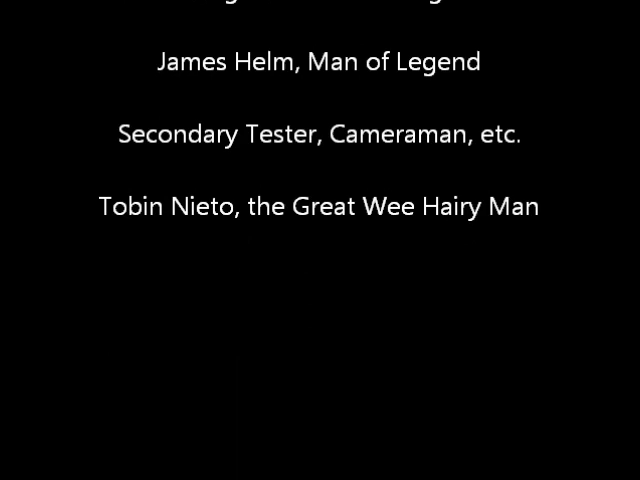 James Helm, Man of Legend
Secondary Tester, Cameraman, etc.
Tobin Nieto, the Great Wee Hairy Man